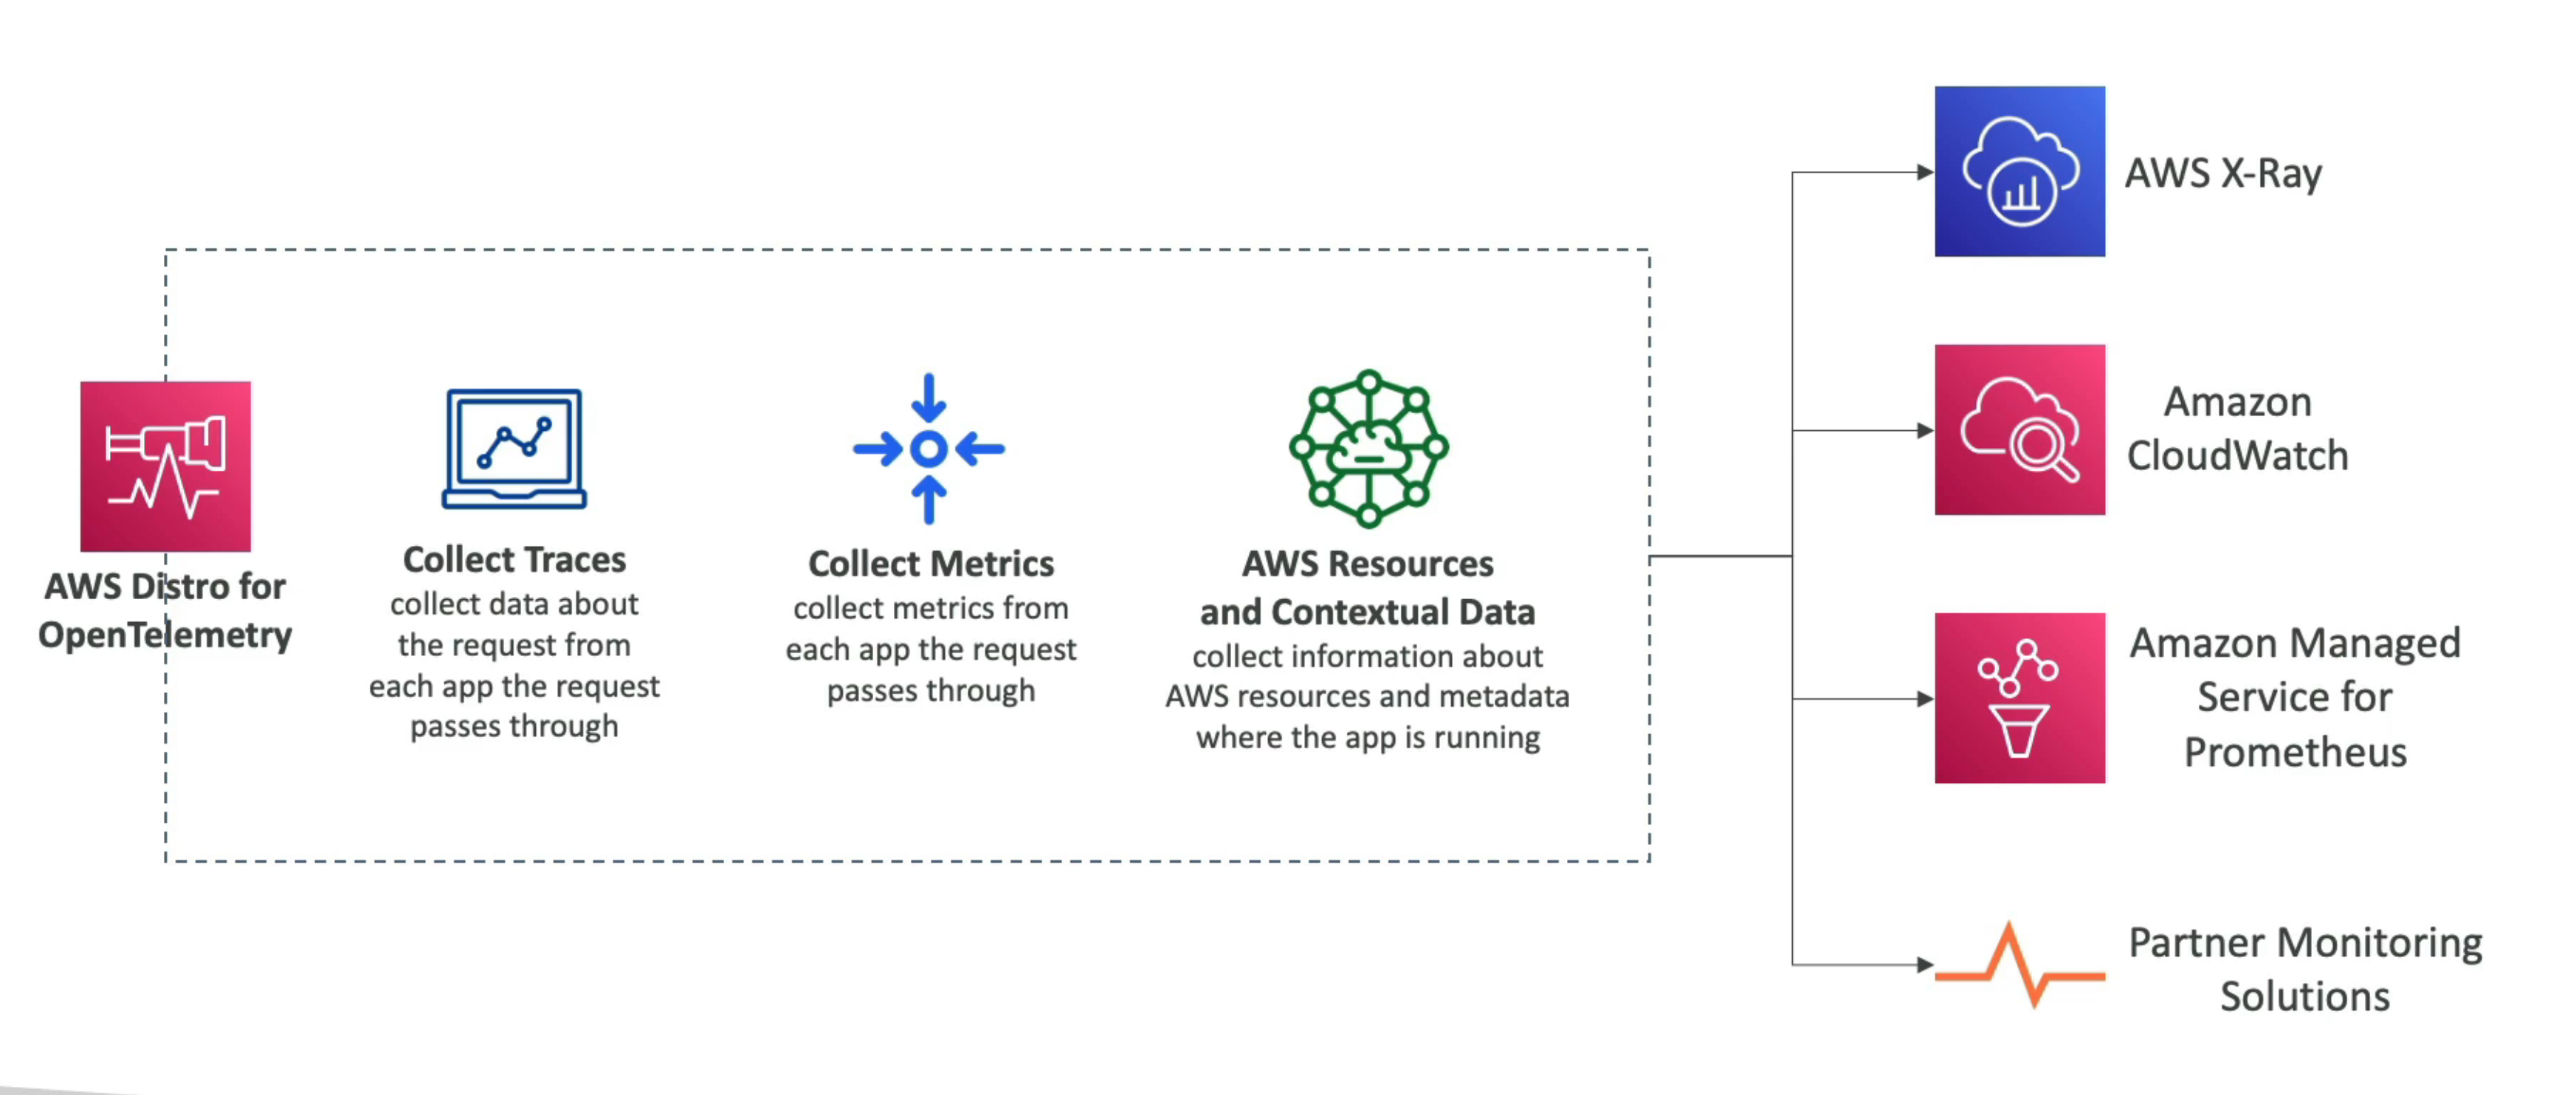 AWS Distro for
OpenTelemetry
Collect Traces
collect data about
the request from
each app the request
passes through
Collect Metrics
collect metrics from
each app the request
passes through
AWS Resources
and Contextual Data
collect information about
AWS resources and metadata
where the app is running
AWS X-Ray
Amazon
CloudWatch
Amazon Managed
Service for
Prometheus
Partner Monitoring
Solutions